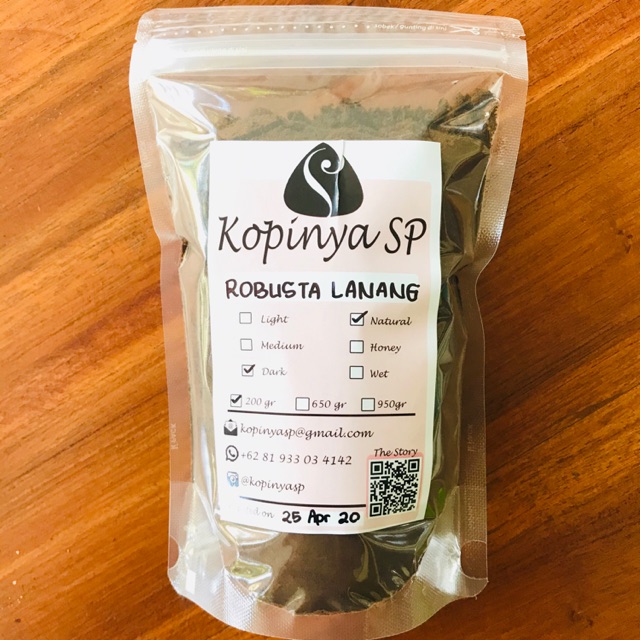 Kopinya SP
ROBUSTA LANANG
Light
Natural
Medium
Honey
Dark
Wet
200 gr 650 gr 950gr
kopinyasp@gmail.com
+62 81 933 03 4142
The Story
@kopinyasp
on 25 Apr 20